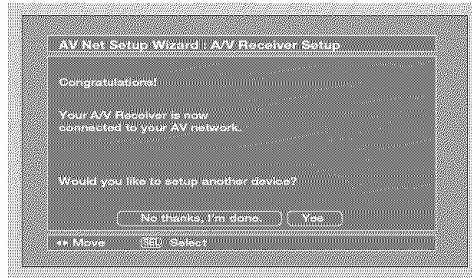 AV Net Setup Wizard : A/V Receiver Setup
Congratulations!
Your A/V Receiver is now
connected to your AV network.
Would you like to setup another device?
No thanks, I'm done. Yes
◂▸ Move SEL Select